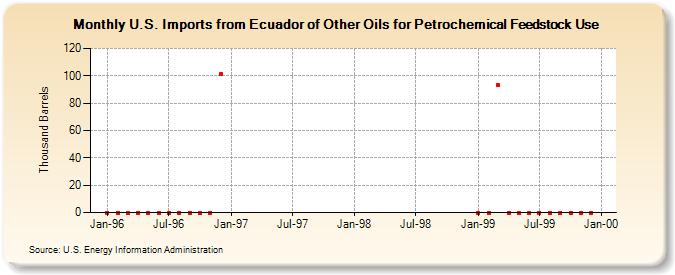 Monthly U.S. Imports from Ecuador of Other Oils for Petrochemical Feedstock Use
Thousand Barrels
120
100
80
60
40
20
0
Jan-96 Jul-96 Jan-97 Jul-97 Jan-98 Jul-98 Jan-99 Jul-99 Jan-00
Source: U.S. Energy Information Administration